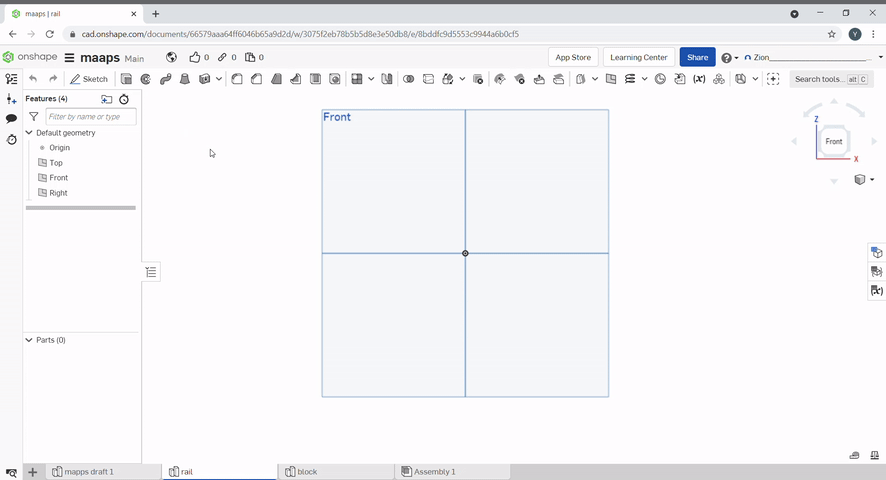 maaps | rail
cad.onshape.com/documents/66579aaa64ff6046b65a9d2d/w/3075f2eb78b5b5d8e3e50db8/e/8bddfc9d5553c9944a6b0cf5
Y
onshape maaps Main 0 0 0 App Store Learning Center Share Zion_
Sketch Search tools... alt C
Features (4)
Filter by name or type
Default geometry
Origin
Top
Front
Right
Front
Z
Front
X
Parts (0)
mapps draft 1 rail block Assembly 1